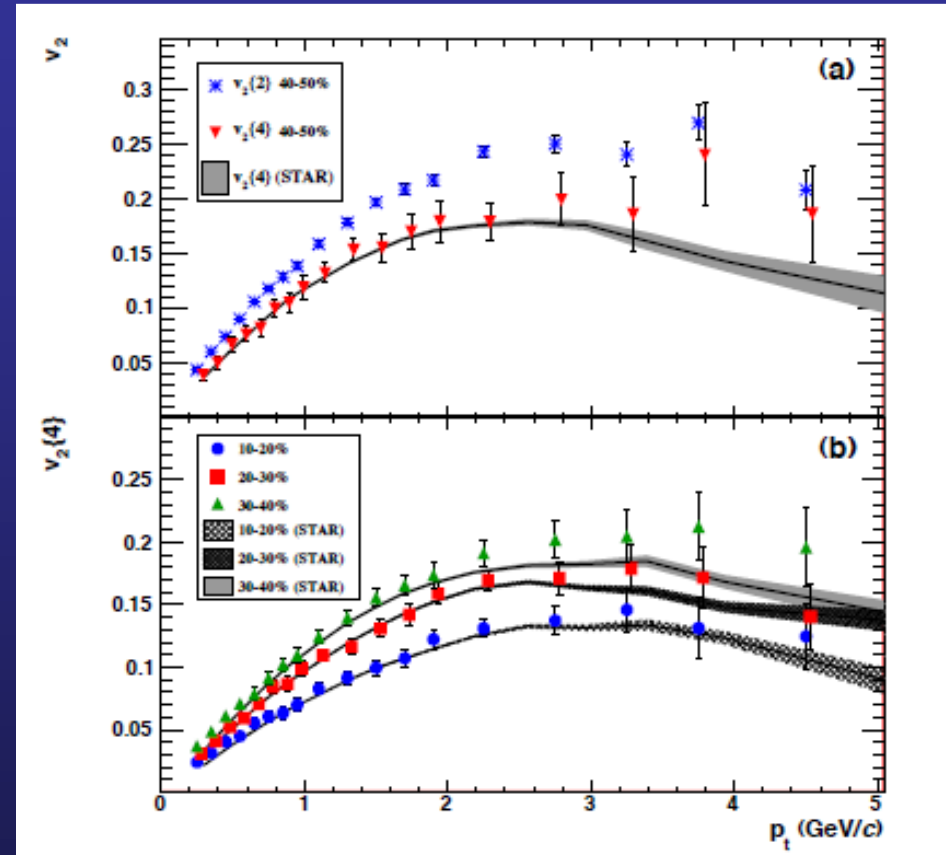 v₂
(a)
0.3
0.25
0.2
0.15
0.1
0.05
v₂{2} 40-50%
v₂{4} 40-50%
v₂{4} (STAR)
v₂{4}
(b)
0.25
0.2
0.15
0.1
0.05
10-20%
20-30%
30-40%
10-20% (STAR)
20-30% (STAR)
30-40% (STAR)
0 1 2 3 4 5
pₜ (GeV/c)